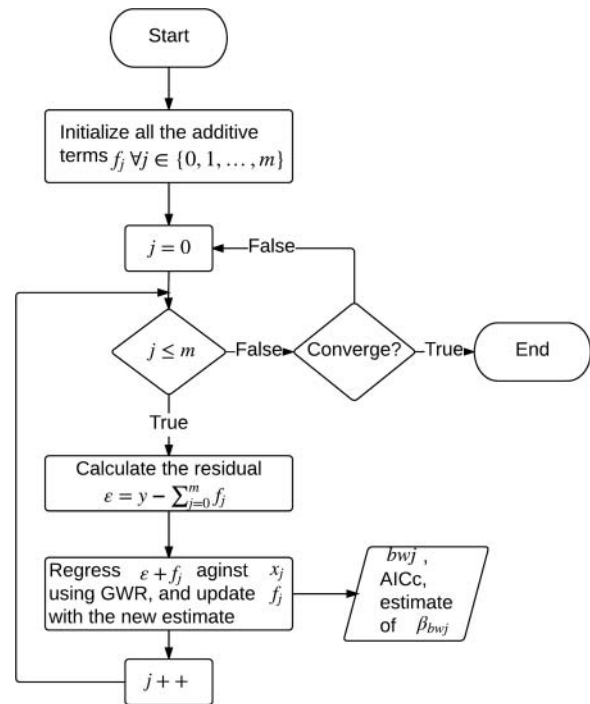 Start
Initialize all the additive
terms f_j ∀j ∈ {0, 1, … , m}
j = 0
False
j ≤ m
False
Converge?
True
End
True
Calculate the residual
ε = y − ∑_{j=0}^{m} f_j
Regress ε + f_j aginst x_j
using GWR, and update f_j
with the new estimate
bwj ,
AICc,
estimate
of β_{bwj}
j + +